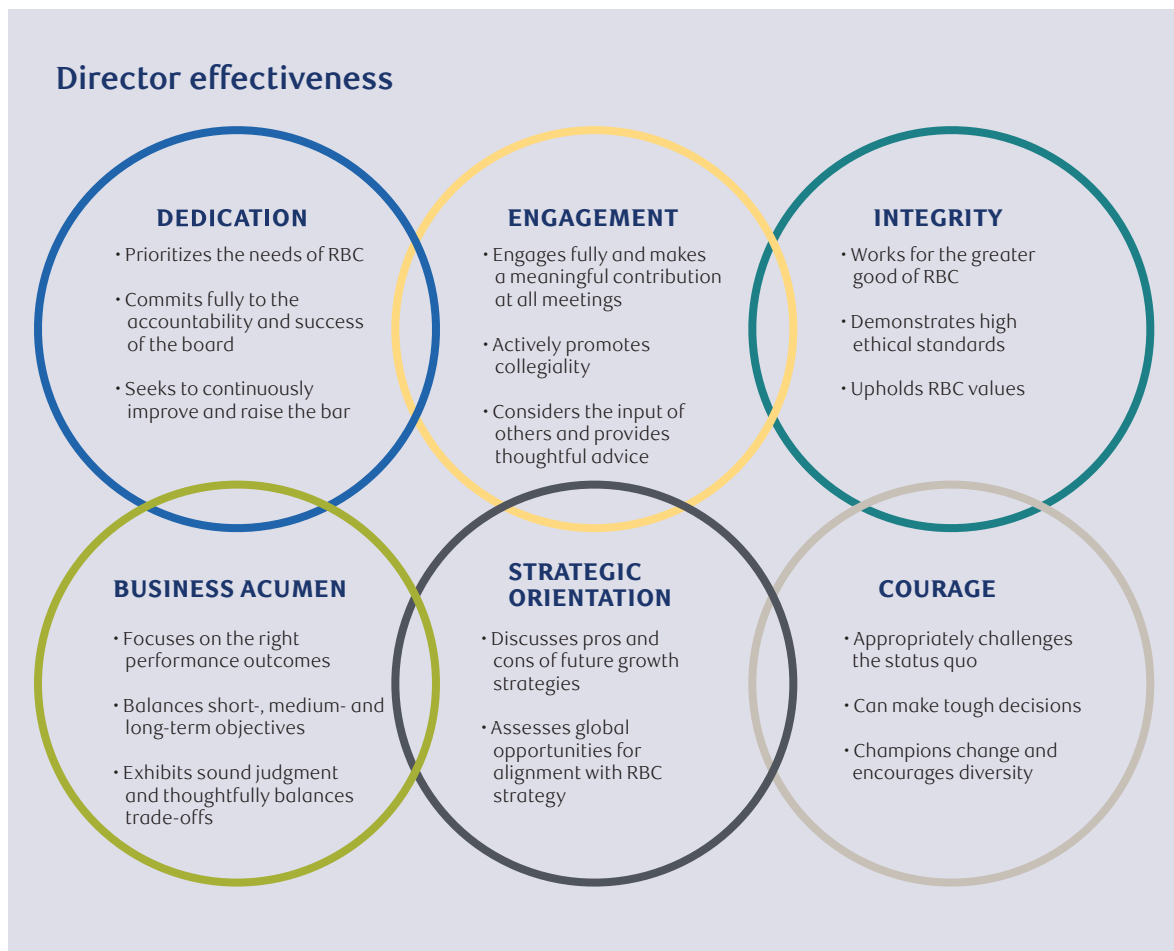 Director effectiveness
DEDICATION
• Prioritizes the needs of RBC
• Commits fully to the
accountability and success
of the board
• Seeks to continuously
improve and raise the bar
ENGAGEMENT
• Engages fully and makes
a meaningful contribution
at all meetings
• Actively promotes
collegiality
• Considers the input of
others and provides
thoughtful advice
INTEGRITY
• Works for the greater
good of RBC
• Demonstrates high
ethical standards
• Upholds RBC values
BUSINESS ACUMEN
• Focuses on the right
performance outcomes
• Balances short-, medium- and
long-term objectives
• Exhibits sound judgment
and thoughtfully balances
trade-offs
STRATEGIC
ORIENTATION
• Discusses pros and
cons of future growth
strategies
• Assesses global
opportunities for
alignment with RBC
strategy
COURAGE
• Appropriately challenges
the status quo
• Can make tough decisions
• Champions change and
encourages diversity